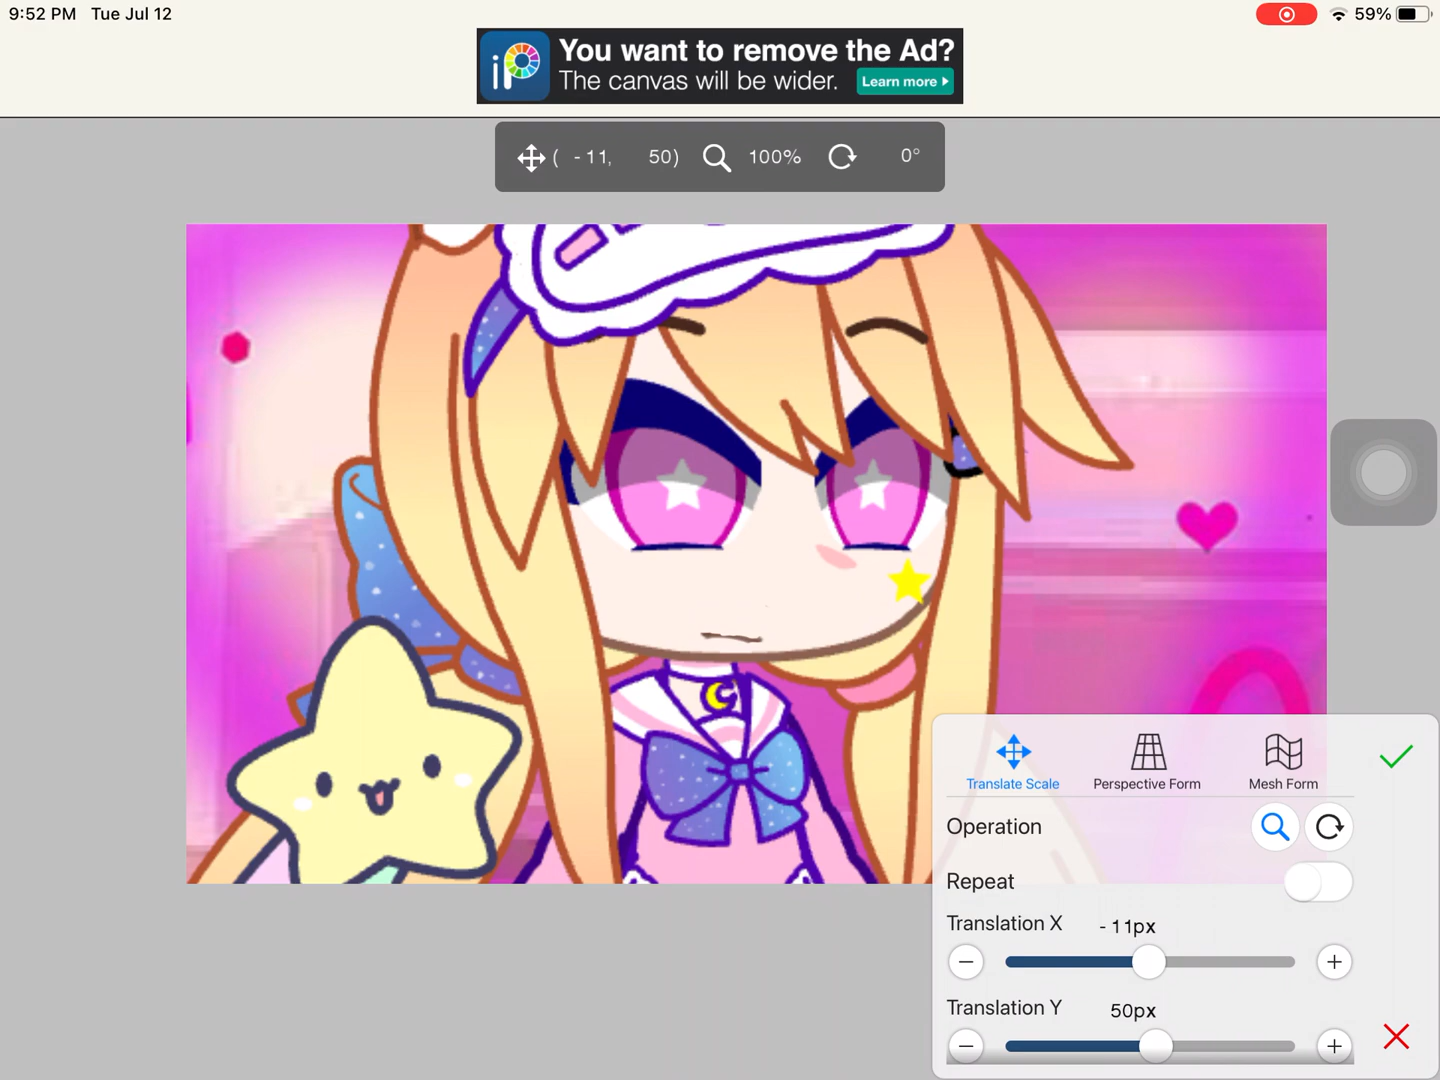 9:52 PM Tue Jul 12
59%
iP
You want to remove the Ad?
The canvas will be wider.
Learn more
( - 11, 50) 100% 0°
Translate Scale
Perspective Form
Mesh Form
Operation
Repeat
Translation X - 11px
Translation Y 50px